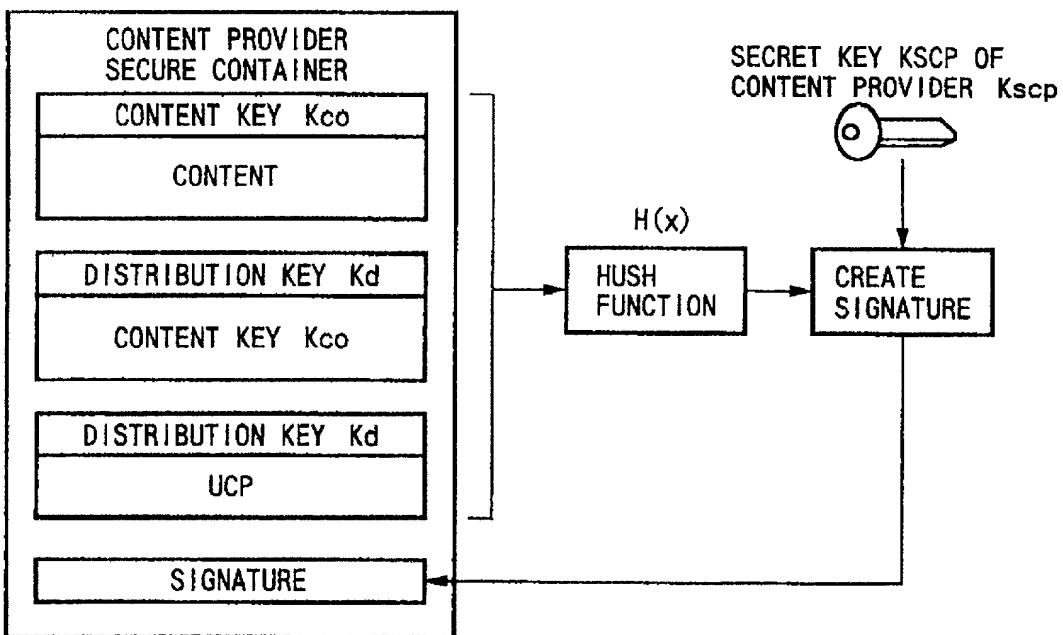 CONTENT PROVIDER
SECURE CONTAINER
CONTENT KEY Kco
CONTENT
DISTRIBUTION KEY Kd
CONTENT KEY Kco
DISTRIBUTION KEY Kd
UCP
SIGNATURE
H(x)
HUSH
FUNCTION
SECRET KEY KSCP OF
CONTENT PROVIDER Kscp
CREATE
SIGNATURE